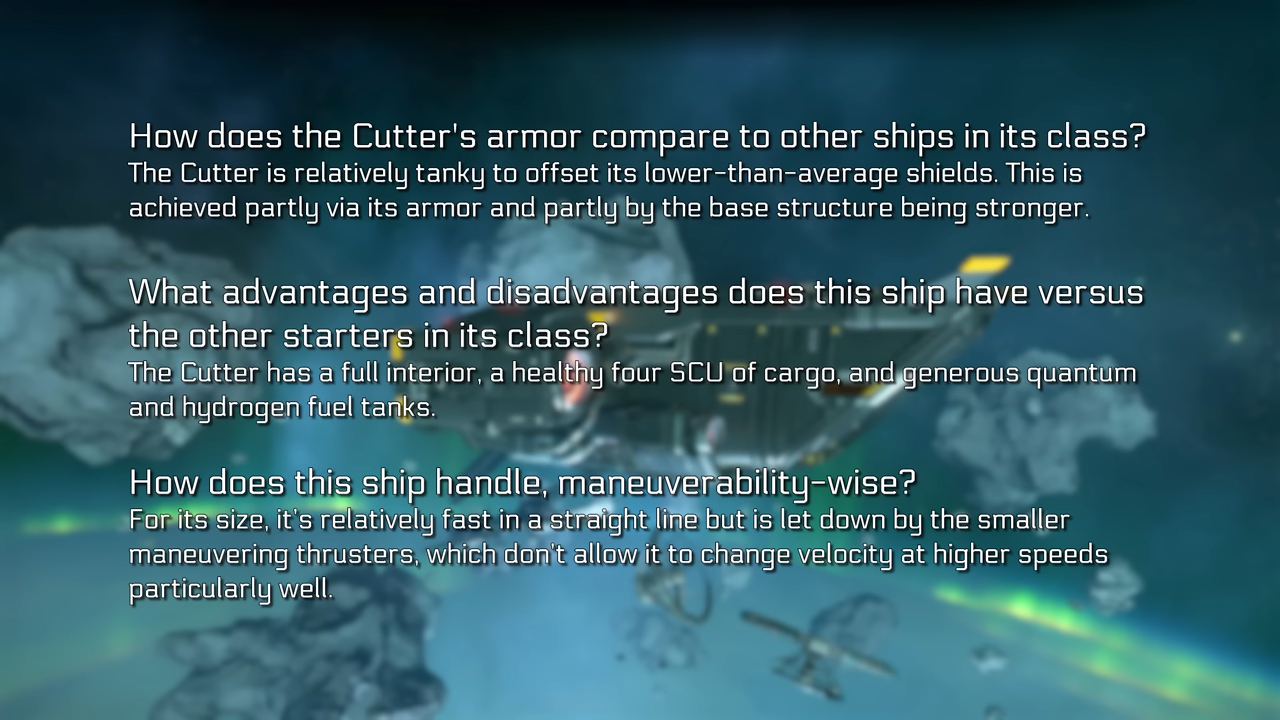 How does the Cutter's armor compare to other ships in its class?
The Cutter is relatively tanky to offset its lower-than-average shields. This is
achieved partly via its armor and partly by the base structure being stronger.
What advantages and disadvantages does this ship have versus
the other starters in its class?
The Cutter has a full interior, a healthy four SCU of cargo, and generous quantum
and hydrogen fuel tanks.
How does this ship handle, maneuverability-wise?
For its size, it's relatively fast in a straight line but is let down by the smaller
maneuvering thrusters, which don't allow it to change velocity at higher speeds
particularly well.